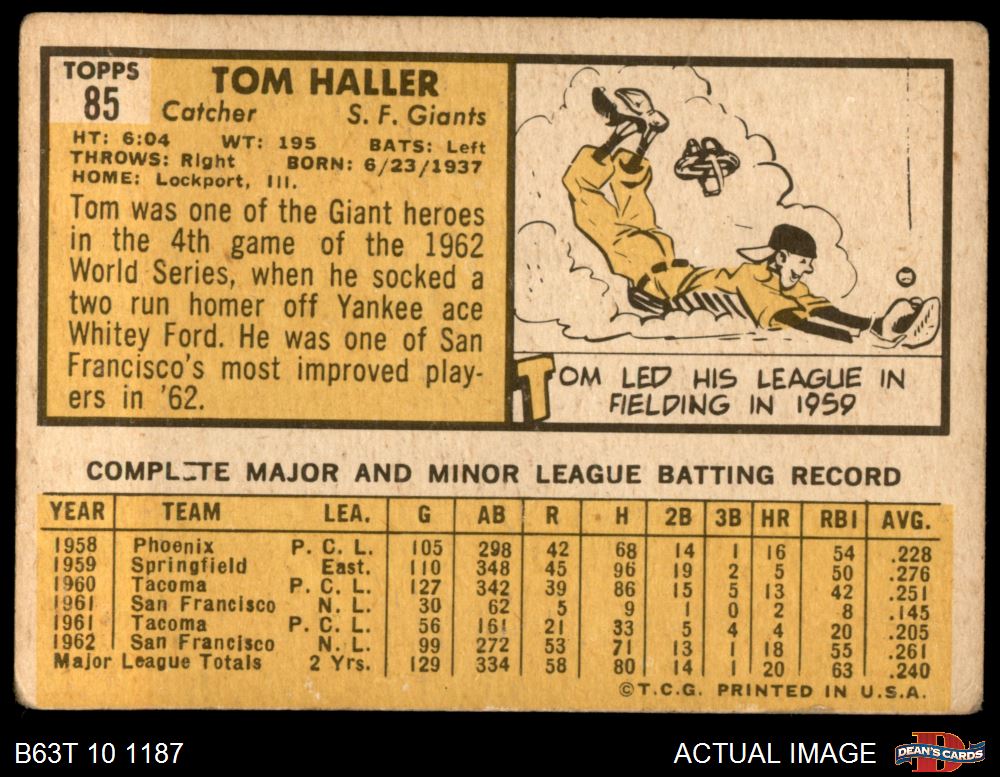 TOPPS
85
TOM HALLER
Catcher S. F. Giants
HT: 6:04 WT: 195 BATS: Left
THROWS: Right BORN: 6/23/1937
HOME: Lockport, Ill.
Tom was one of the Giant heroes
in the 4th game of the 1962
World Series, when he socked a
two run homer off Yankee ace
Whitey Ford. He was one of San
Francisco's most improved play-
ers in '62.
TOM LED HIS LEAGUE IN
FIELDING IN 1959
COMPLETE MAJOR AND MINOR LEAGUE BATTING RECORD
YEAR TEAM LEA. G AB R H 2B 3B HR RBI AVG.
1958 Phoenix P. C. L. 105 298 42 68 14 1 16 54 .228
1959 Springfield East. 110 348 45 96 19 2 5 50 .276
1960 Tacoma P. C. L. 127 342 39 86 15 5 13 42 .251
1961 San Francisco N. L. 30 62 5 9 1 0 2 8 .145
1961 Tacoma P. C. L. 56 161 21 33 5 4 4 20 .205
1962 San Francisco N. L. 99 272 53 71 13 1 18 55 .261
Major League Totals 2 Yrs. 129 334 58 80 14 1 20 63 .240
©T.C.G. PRINTED IN U.S.A.
B63T 10 1187 ACTUAL IMAGE
D
DEAN'S CARDS